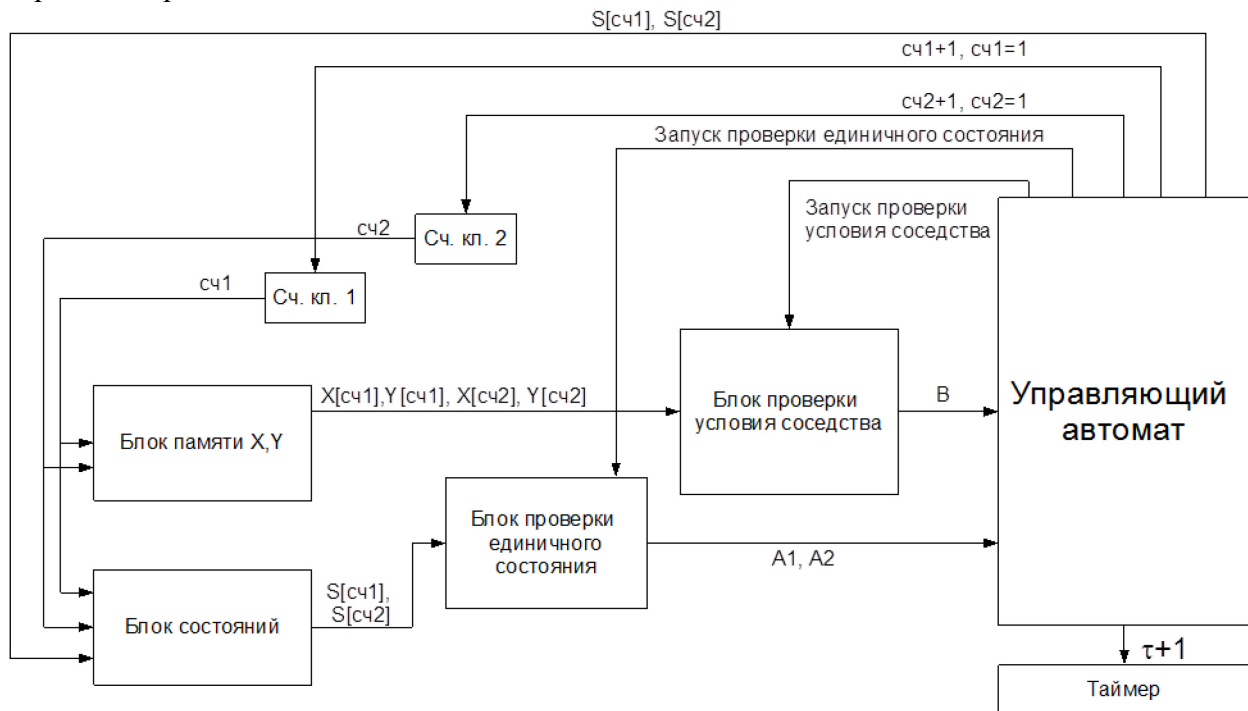 S[сч1], S[сч2]
сч1+1, сч1=1
сч2+1, сч2=1
Запуск проверки единичного состояния
Запуск проверки
условия соседства
сч2
Сч. кл. 2
сч1
Сч. кл. 1
X[сч1],Y[сч1], X[сч2], Y[сч2]
Блок проверки
условия соседства
B
Управляющий
автомат
Блок памяти X,Y
Блок проверки
единичного
состояния
A1, A2
S[сч1],
S[сч2]
Блок состояний
τ+1
Таймер